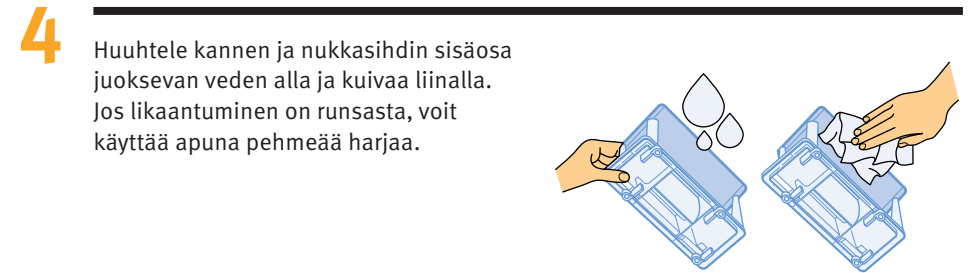 4
Huuhtele kannen ja nukkasihdin sisäosa
juoksevan veden alla ja kuivaa liinalla.
Jos likaantuminen on runsasta, voit
käyttää apuna pehmeää harjaa.